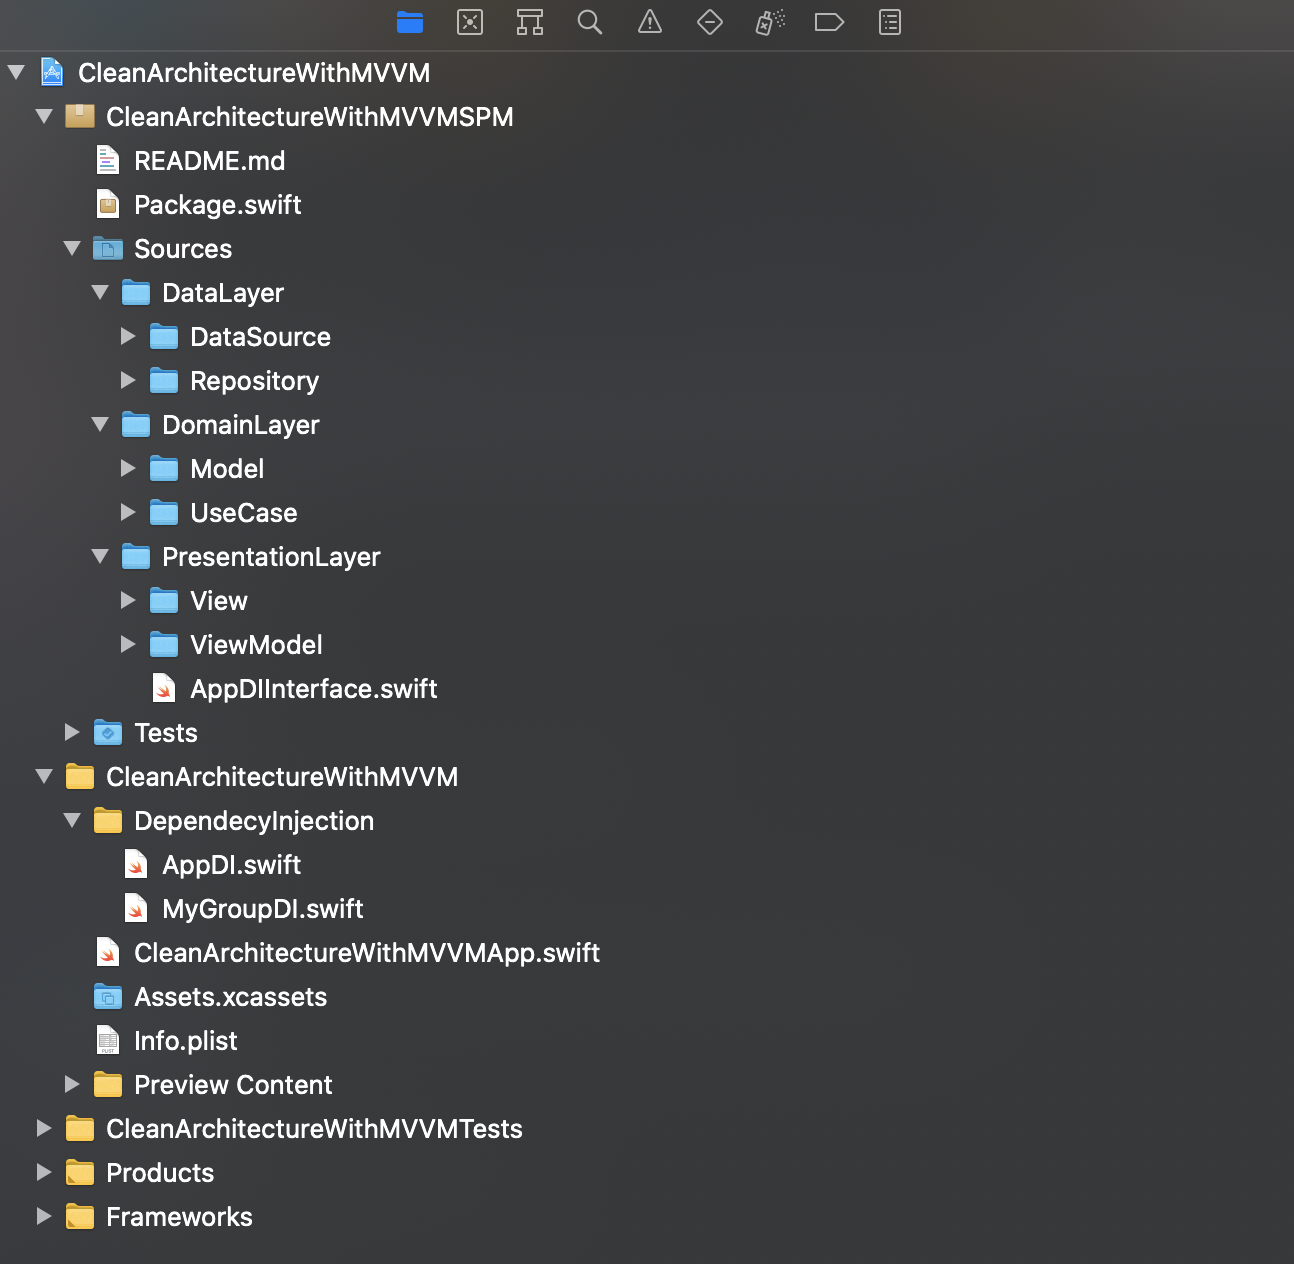 CleanArchitectureWithMVVM
CleanArchitectureWithMVVMSPM
README.md
Package.swift
Sources
DataLayer
DataSource
Repository
DomainLayer
Model
UseCase
PresentationLayer
View
ViewModel
AppDIInterface.swift
Tests
CleanArchitectureWithMVVM
DependecyInjection
AppDI.swift
MyGroupDI.swift
CleanArchitectureWithMVVMApp.swift
Assets.xcassets
Info.plist
Preview Content
CleanArchitectureWithMVVMTests
Products
Frameworks